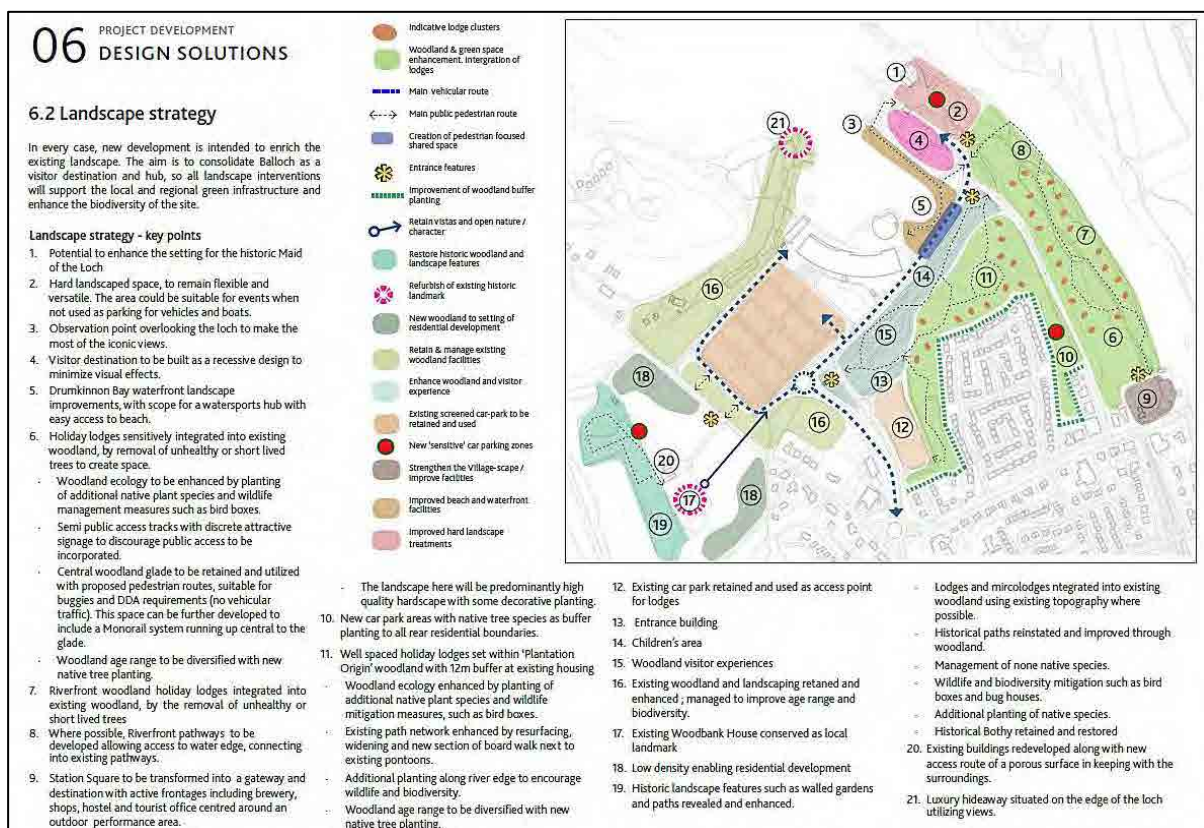 06
PROJECT DEVELOPMENT
DESIGN SOLUTIONS
6.2 Landscape strategy
In every case, new development is intended to enrich the
existing landscape. The aim is to consolidate Balloch as a
visitor destination and hub, so all landscape interventions
will support the local and regional green infrastructure and
enhance the biodiversity of the site.
Landscape strategy - key points
1. Potential to enhance the setting for the historic Maid
of the Loch
2. Hard landscaped space, to remain flexible and
versatile. The area could be suitable for events when
not used as parking for vehicles and boats.
3. Observation point overlooking the loch to make the
most of the iconic views.
4. Visitor destination to be built as a recessive design to
minimize visual effects.
5. Drumkinnon Bay waterfront landscape
improvements, with scope for a watersports hub with
easy access to beach.
6. Holiday lodges sensitively integrated into existing
woodland, by removal of unhealthy or short lived
trees to create space.
- Woodland ecology to be enhanced by planting
of additional native plant species and wildlife
management measures such as bird boxes.
- Semi public access tracks with discrete attractive
signage to discourage public access to be
incorporated.
- Central woodland glade to be retained and utilized
with proposed pedestrian routes, suitable for
buggies and DDA requirements (no vehicular
traffic). This space can be further developed to
include a Monorail system running up central to the
glade.
- Woodland age range to be diversified with new
native tree planting.
7. Riverfront woodland holiday lodges integrated into
existing woodland, by the removal of unhealthy or
short lived trees
8. Where possible, Riverfront pathways to be
developed allowing access to water edge, connecting
into existing pathways.
9. Station Square to be transformed into a gateway and
destination with active frontages including brewery,
shops, hostel and tourist office centred around an
outdoor performance area.
Indicative lodge clusters
Woodland & green space
enhancement. intergration of
lodges
Main vehicular route
Main public pedestrian route
Creation of pedestrian focused
shared space
Entrance features
Improvement of woodland buffer
planting
Retain vistas and open nature /
character
Restore historic woodland and
landscape features
Refurbish of existing historic
landmark
New woodland to setting of
residential development
Retain & manage existing
woodland facilities
Enhance woodland and visitor
experience
Existing screened car-park to be
retained and used
New 'sensitive' car parking zones
Strengthen the Village-scape /
improve facilities
Improved beach and waterfront
facilities
Improved hard landscape
treatments
1
2
3
4
5
21
8
7
14
11
16
15
10
6
13
9
18
12
16
20
17
18
19
- The landscape here will be predominantly high
quality hardscape with some decorative planting.
10. New car park areas with native tree species as buffer
planting to all rear residential boundaries.
11. Well spaced holiday lodges set within 'Plantation
Origin' woodland with 12m buffer at existing housing
- Woodland ecology enhanced by planting of
additional native plant species and wildlife
mitigation measures, such as bird boxes.
- Existing path network enhanced by resurfacing,
widening and new section of board walk next to
existing pontoons.
- Additional planting along river edge to encourage
wildlife and biodiversity.
- Woodland age range to be diversified with new
native tree planting.
12. Existing car park retained and used as access point
for lodges
13. Entrance building
14. Children's area
15. Woodland visitor experiences
16. Existing woodland and landscaping retained and
enhanced ; managed to improve age range and
biodiversity.
17. Existing Woodbank House conserved as local
landmark
18. Low density enabling residential development
19. Historic landscape features such as walled gardens
and paths revealed and enhanced.
- Lodges and mircolodges ntegrated into existing
woodland using existing topography where
possible.
- Historical paths reinstated and improved through
woodland.
- Management of none native species.
- Wildlife and biodiversity mitigation such as bird
boxes and bug houses.
- Additional planting of native species.
- Historical Bothy retained and restored
20. Existing buildings redeveloped along with new
access route of a porous surface in keeping with the
surroundings.
21. Luxury hideaway situated on the edge of the loch
utilizing views.